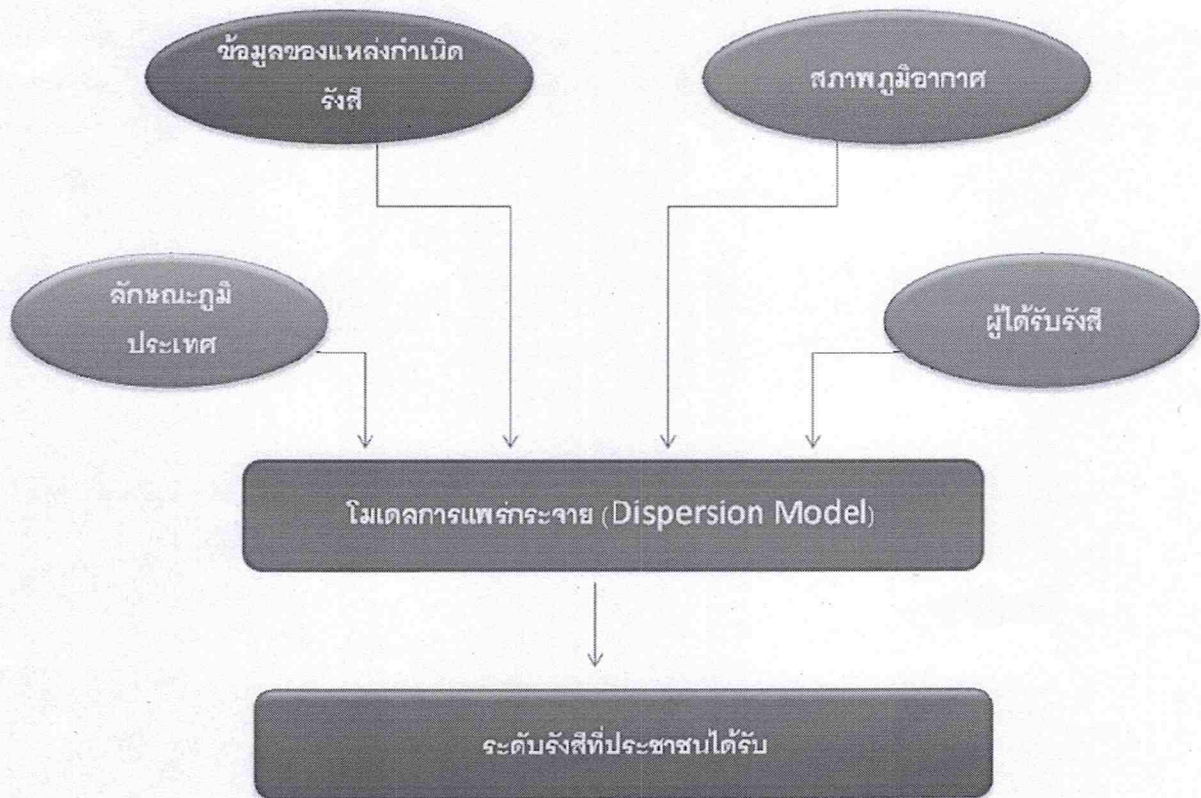 ข้อมูลของแหล่งกำเนิด
รังสี
สภาพภูมิอากาศ
ลักษณะภูมิ
ประเทศ
ผู้ได้รับรังสี
โมเดลการแพร่กระจาย (Dispersion Model)
ระดับรังสีที่ประชาชนได้รับ